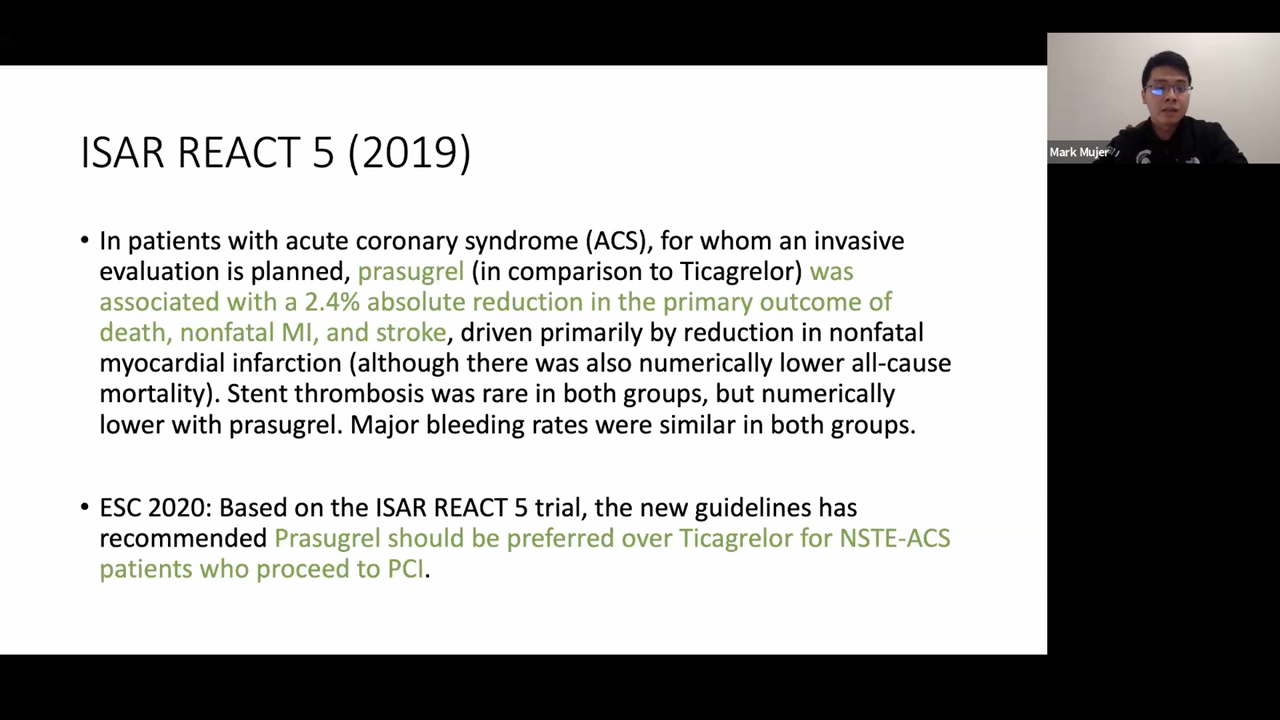 ISAR REACT 5 (2019)
• In patients with acute coronary syndrome (ACS), for whom an invasive
evaluation is planned, prasugrel (in comparison to Ticagrelor) was
associated with a 2.4% absolute reduction in the primary outcome of
death, nonfatal MI, and stroke, driven primarily by reduction in nonfatal
myocardial infarction (although there was also numerically lower all-cause
mortality). Stent thrombosis was rare in both groups, but numerically
lower with prasugrel. Major bleeding rates were similar in both groups.
• ESC 2020: Based on the ISAR REACT 5 trial, the new guidelines has
recommended Prasugrel should be preferred over Ticagrelor for NSTE-ACS
patients who proceed to PCI.
Mark Mujer